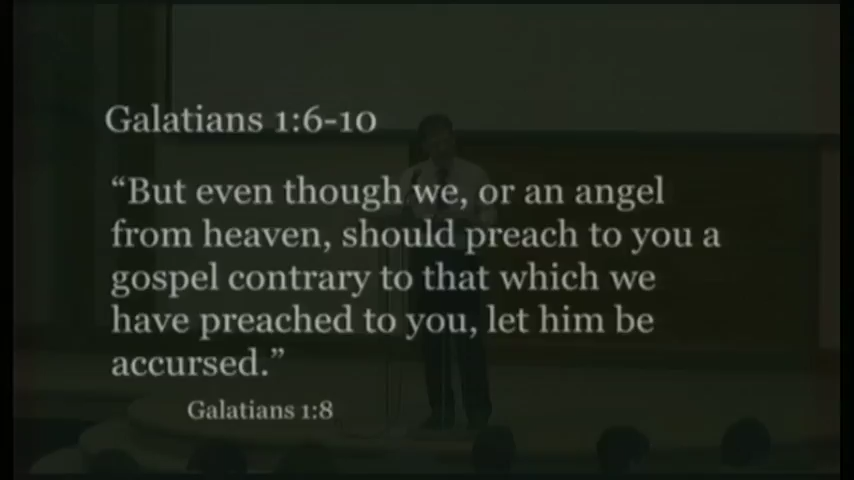 Galatians 1:6-10
“But even though we, or an angel
from heaven, should preach to you a
gospel contrary to that which we
have preached to you, let him be
accursed.”
Galatians 1:8